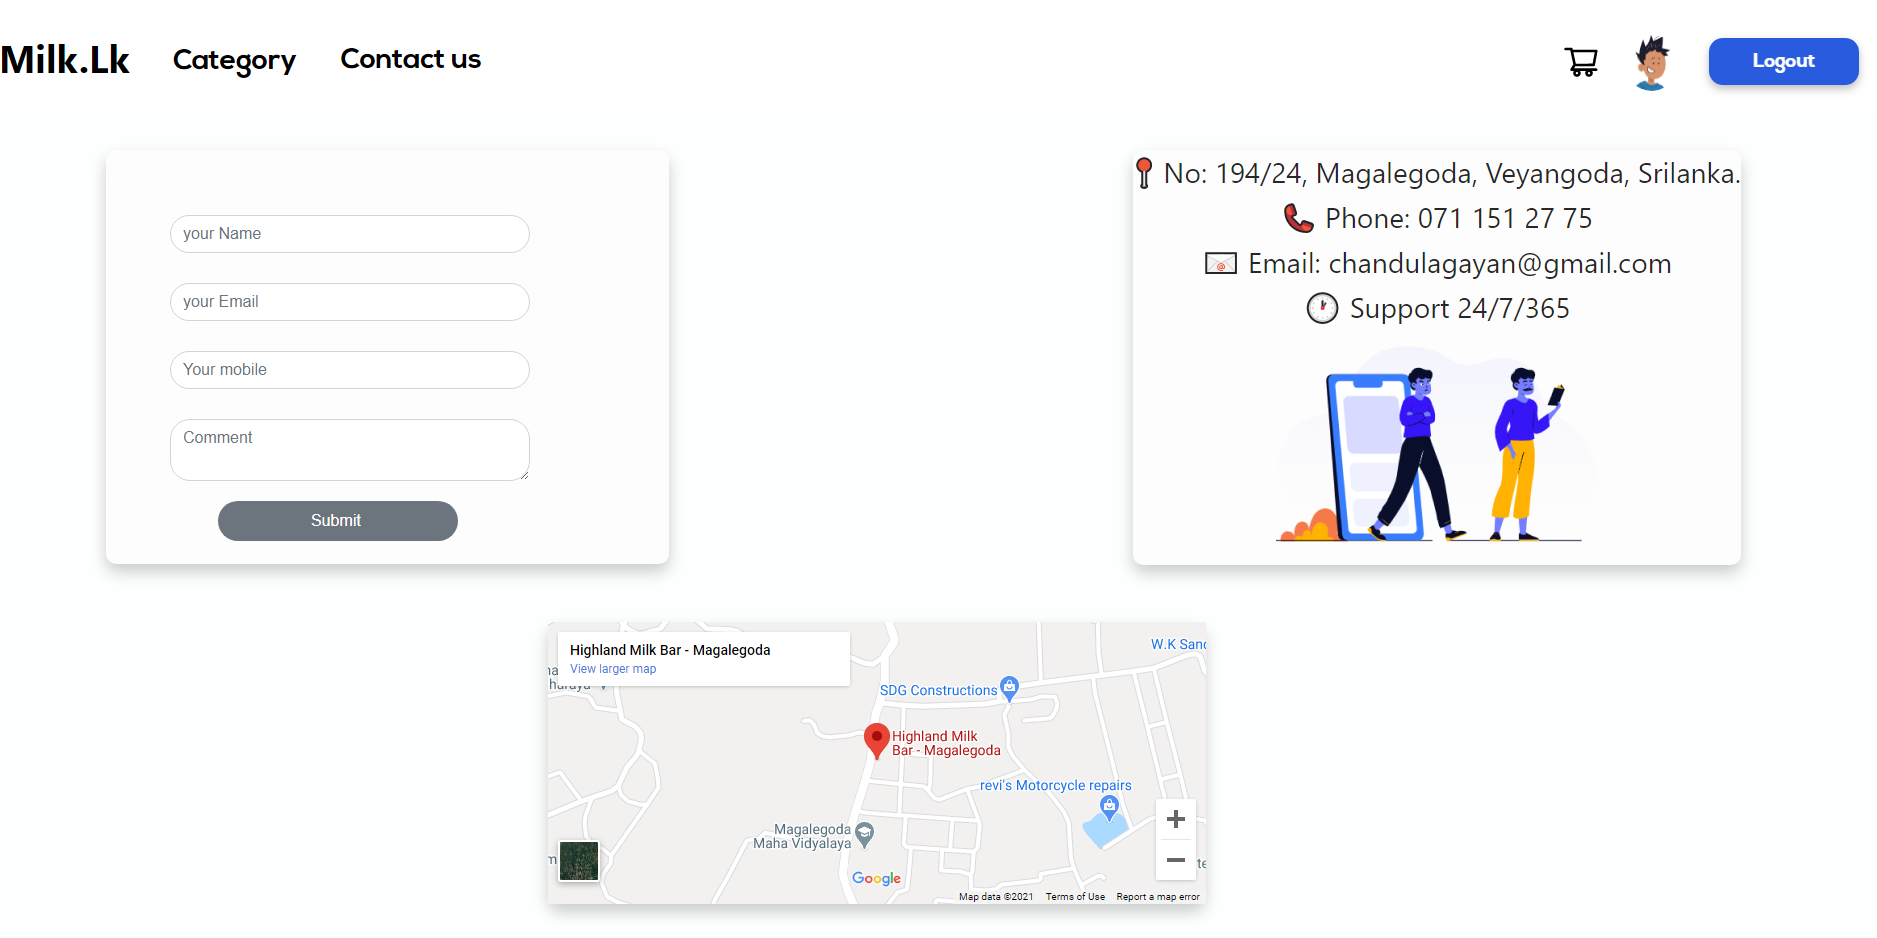 Milk.Lk
Category
Contact us
Logout
your Name
your Email
Your mobile
Comment
Submit
No: 194/24, Magalegoda, Veyangoda, Srilanka.
Phone: 071 151 27 75
Email: chandulagayan@gmail.com
Support 24/7/365
Highland Milk Bar - Magalegoda
View larger map
W.K Sand
SDG Constructions
Highland Milk
Bar - Magalegoda
revi's Motorcycle repairs
Magalegoda
Maha Vidyalaya
Google
Map data ©2021
Terms of Use
Report a map error